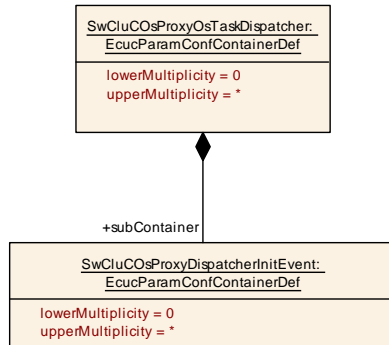 SwCluCOsProxyOsTaskDispatcher:
EcucParamConfContainerDef
lowerMultiplicity = 0
upperMultiplicity = *
+subContainer
SwCluCOsProxyDispatcherInitEvent:
EcucParamConfContainerDef
lowerMultiplicity = 0
upperMultiplicity = *